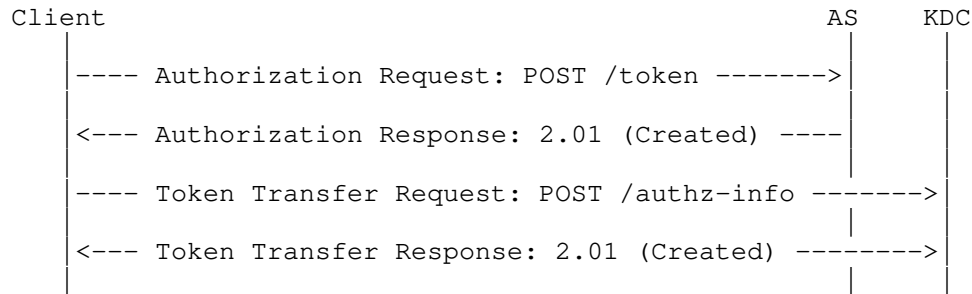 Client AS KDC
|---- Authorization Request: POST /token ------->|
|<--- Authorization Response: 2.01 (Created) ----|
|---- Token Transfer Request: POST /authz-info ------->|
|<--- Token Transfer Response: 2.01 (Created) -------->|